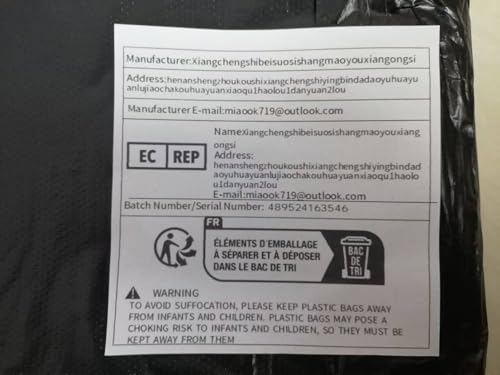 Manufacturer:Xiangchengshibeisuosishangmaoyouxiangongsi
Address:henanshengzhoukoushixiangchengshiyingbindadaoyuhuayu
anlujiaochakouhuayuanxiaoqu1haolou1danyuan2lou
Manufacturer E-mail:miaook719@outlook.com
EC REP
Name:xiangchengshibeisuosishangmaoyouxiang
ongsi
Address:
henanshengzhoukoushixiangchengshiyingbindad
aoyuhuayuanlujiaochakouhuayuanxiaoqu1haolo
u1danyuan2lou
E-mail:miaook719@outlook.com
Batch Number/Serial Number: 489524163546
FR
ÉLÉMENTS D'EMBALLAGE
À SÉPARER ET À DÉPOSER
DANS LE BAC DE TRI
BAC
DE
TRI
WARNING
TO AVOID SUFFOCATION, PLEASE KEEP PLASTIC BAGS AWAY
FROM INFANTS AND CHILDREN. PLASTIC BAGS MAY POSE A
CHOKING RISK TO INFANTS AND CHILDREN, SO THEY MUST BE
KEPT AWAY FROM THEM